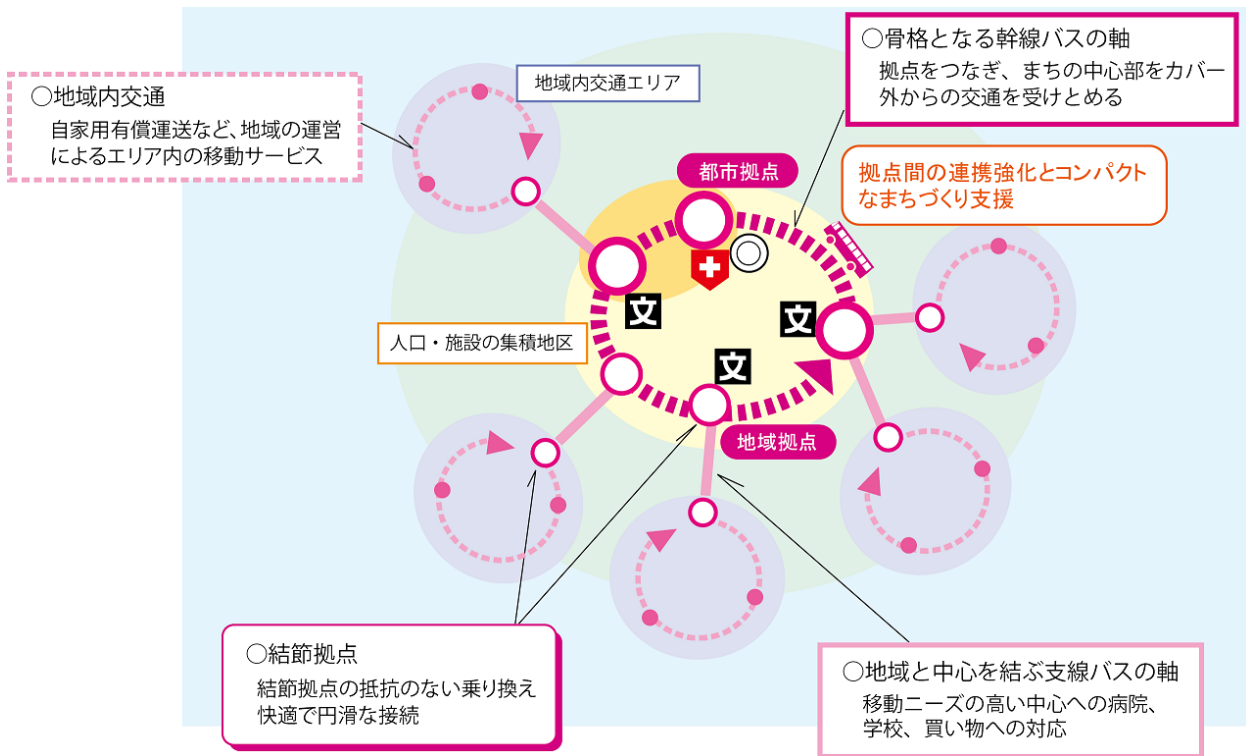 ○骨格となる幹線バスの軸
拠点をつなぎ、まちの中心部をカバー
外からの交通を受けとめる
地域内交通エリア
○地域内交通
自家用有償運送など、地域の運営
によるエリア内の移動サービス
都市拠点
拠点間の連携強化とコンパクト
なまちづくり支援
文
文
人口・施設の集積地区
文
地域拠点
○結節拠点
結節拠点の抵抗のない乗り換え
快適で円滑な接続
○地域と中心を結ぶ支線バスの軸
移動ニーズの高い中心への病院、
学校、買い物への対応